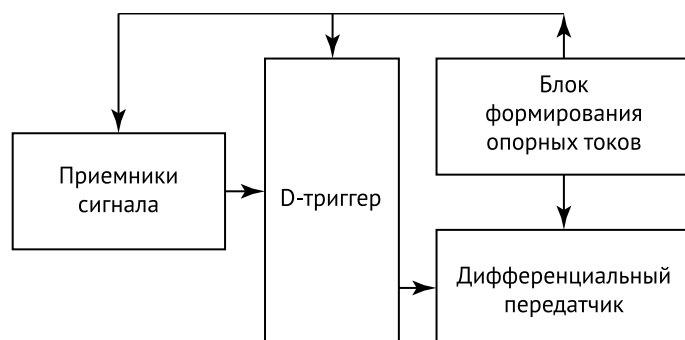 Блок
формирования
опорных токов
Приемники
сигнала
D-триггер
Дифференциальный
передатчик